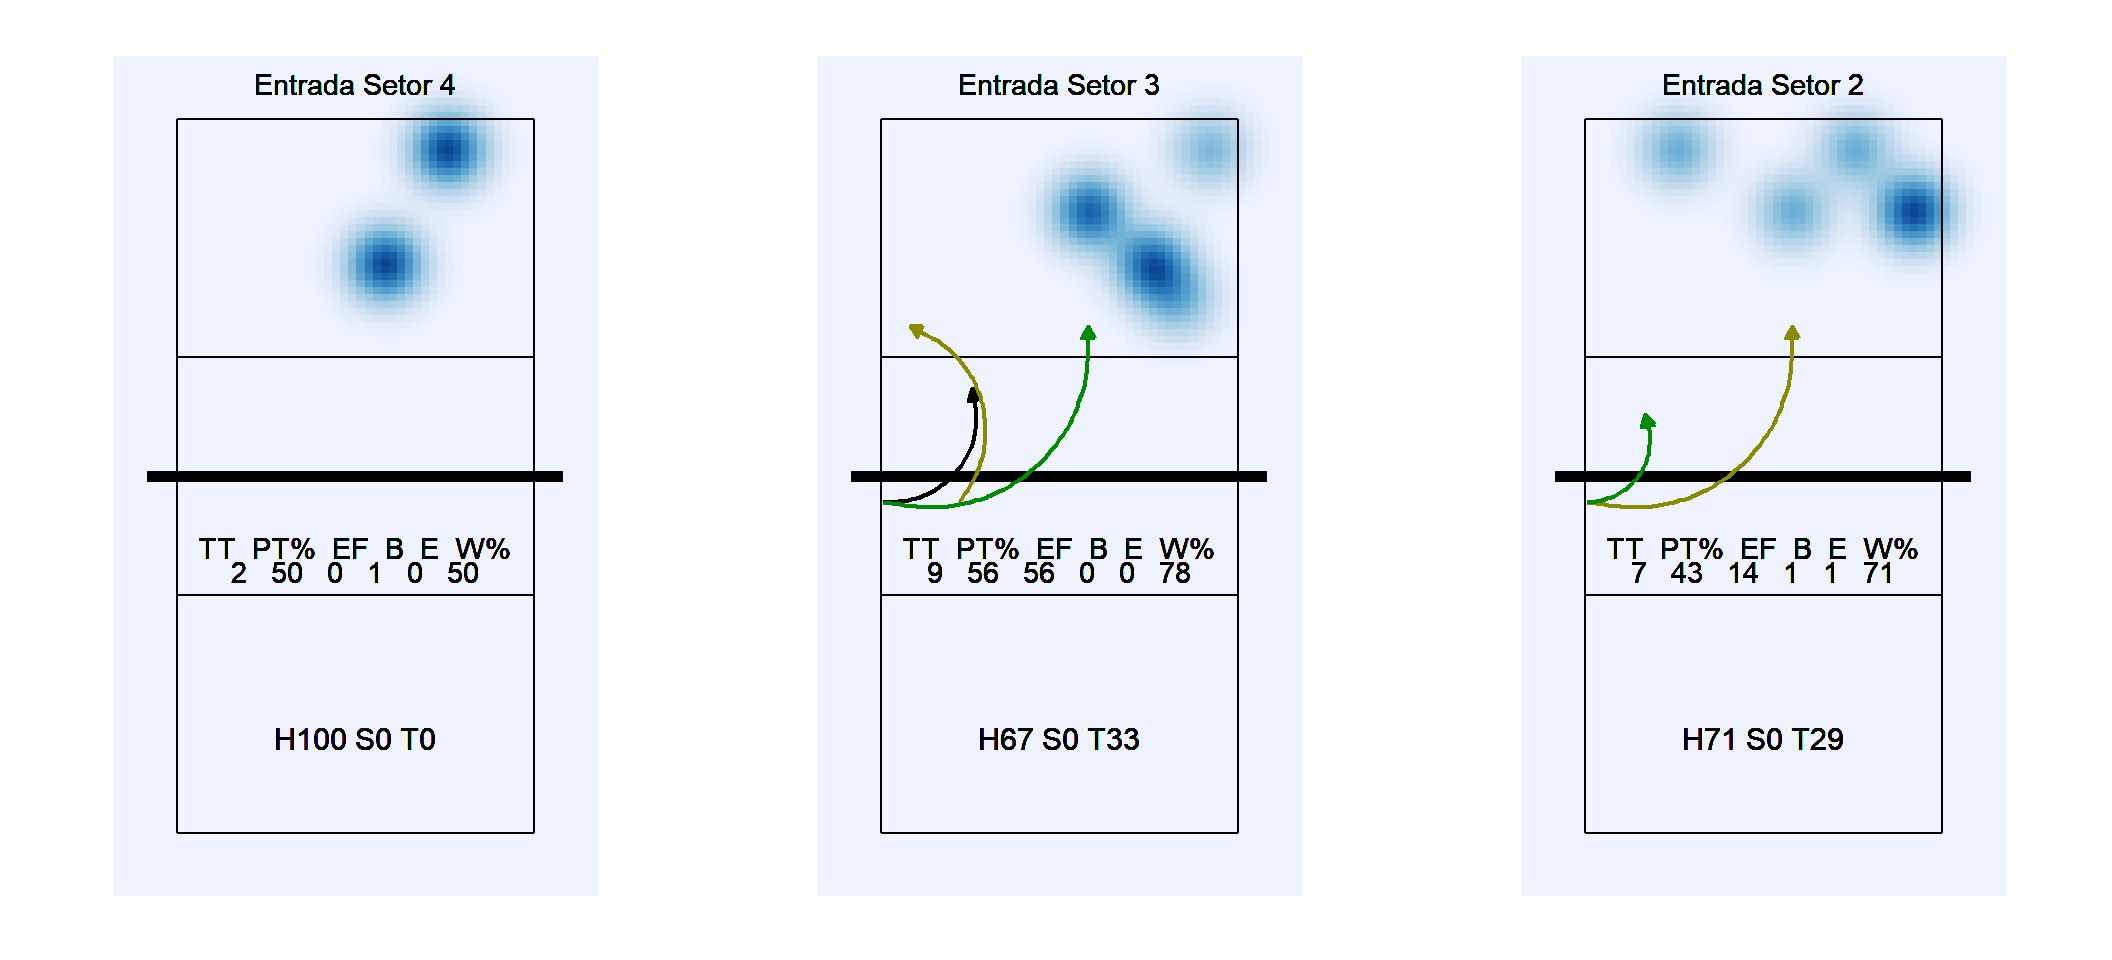 Entrada Setor 4
TT PT% EF B E W%
2 50 0 1 0 50
H100 S0 T0
Entrada Setor 3
TT PT% EF B E W%
9 56 56 0 0 78
H67 S0 T33
Entrada Setor 2
TT PT% EF B E W%
7 43 14 1 1 71
H71 S0 T29